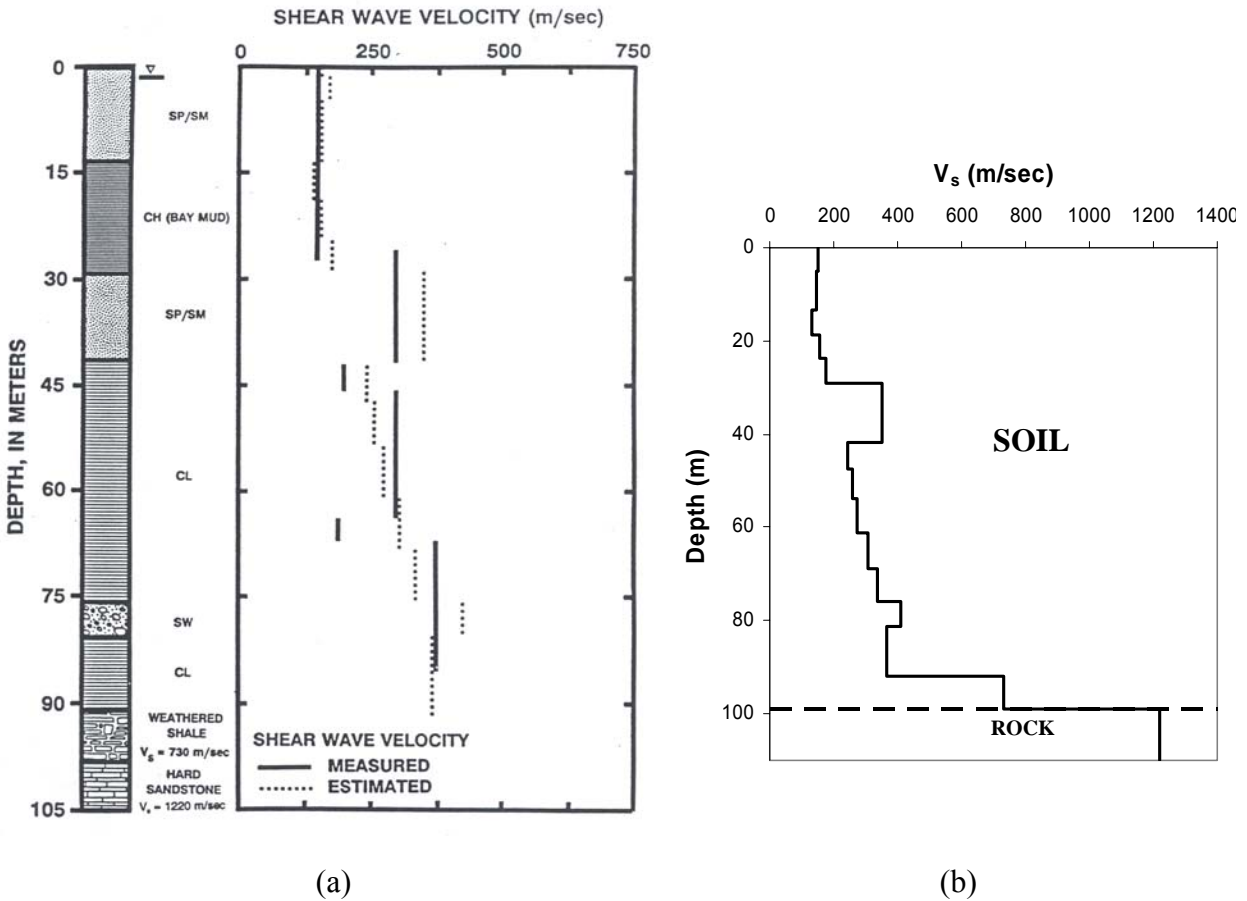 SHEAR WAVE VELOCITY (m/sec)
0 250 500 750
DEPTH, IN METERS
0
15
30
45
60
75
90
105
SP/SM
CH (BAY MUD)
SP/SM
CL
SW
CL
WEATHERED
SHALE
Vs = 730 m/sec
HARD
SANDSTONE
Vs = 1220 m/sec
SHEAR WAVE VELOCITY
MEASURED
ESTIMATED
(a)
Vs (m/sec)
0 200 400 600 800 1000 1200 1400
Depth (m)
0
20
40
60
80
100
SOIL
ROCK
(b)